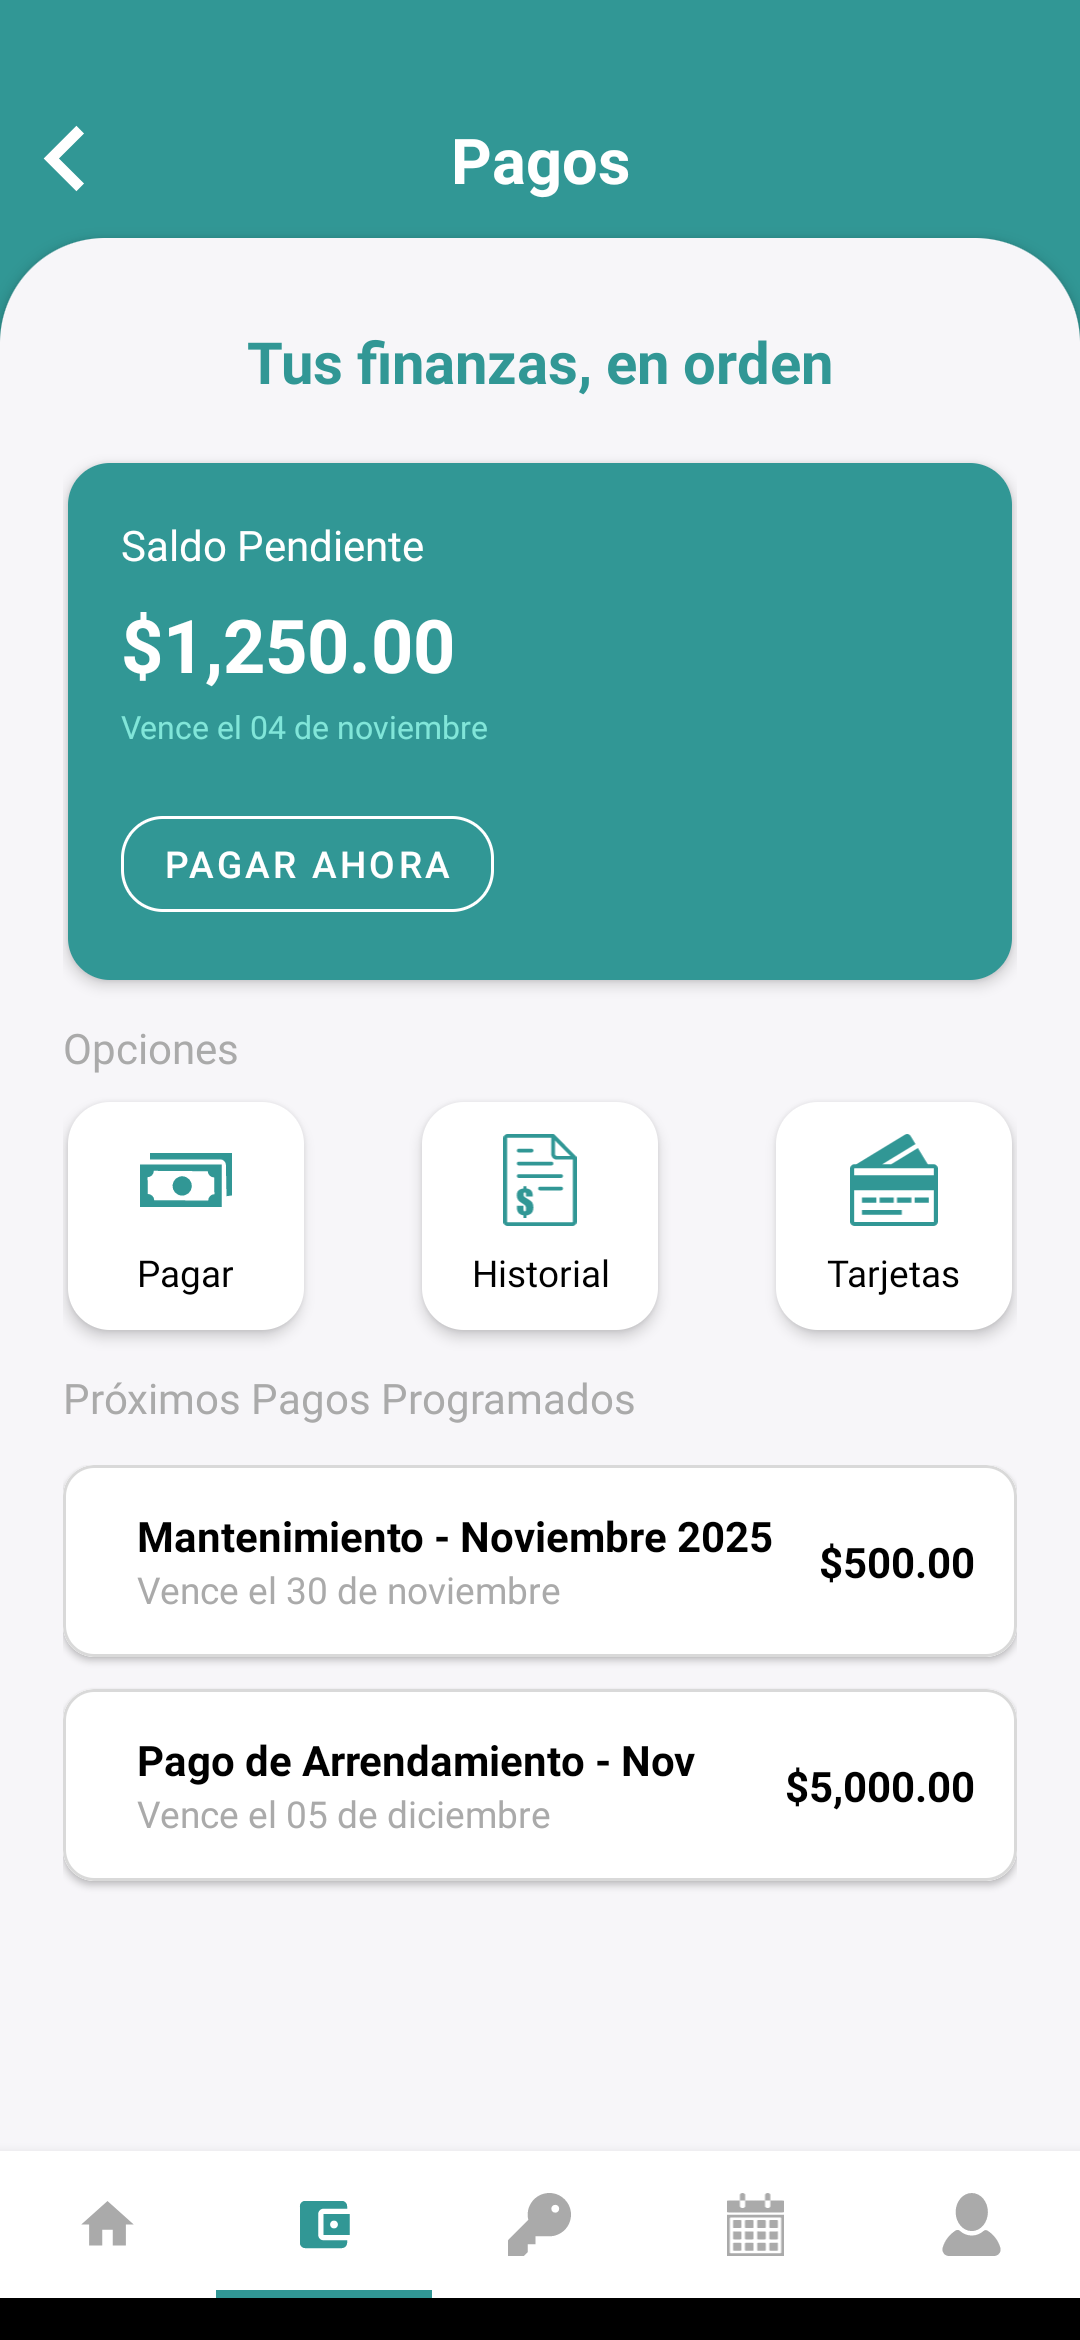 Pagos
Tus finanzas, en orden
Saldo Pendiente
$1,250.00
Vence el 04 de noviembre
PAGAR AHORA
Opciones
Pagar
Historial
Tarjetas
Próximos Pagos Programados
Mantenimiento - Noviembre 2025
$500.00
Vence el 30 de noviembre
Pago de Arrendamiento - Nov
$5,000.00
Vence el 05 de diciembre